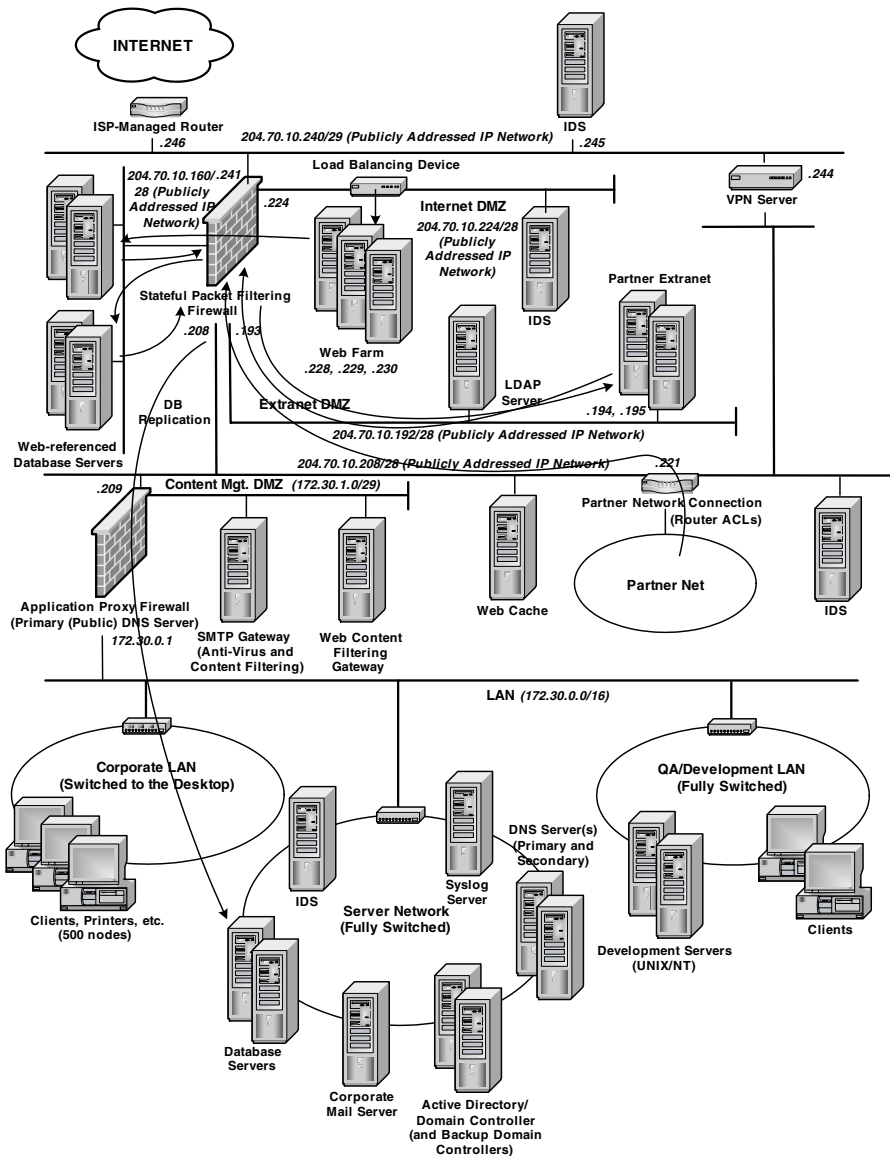 INTERNET
ISP-Managed Router
.246
204.70.10.240/29 (Publicly Addressed IP Network)
IDS
.245
204.70.10.160/
28 (Publicly
Addressed IP
Network)
.241
.224
Load Balancing Device
Internet DMZ
204.70.10.224/28
(Publicly
Addressed IP
Network)
.244
VPN Server
Stateful Packet Filtering
Firewall
.208
.193
Web Farm
.228, .229, .230
IDS
Partner Extranet
LDAP
Server
.194, .195
Web-referenced
Database Servers
DB
Replication
Extranet DMZ
204.70.10.192/28 (Publicly Addressed IP Network)
204.70.10.208/28 (Publicly Addressed IP Network)
.221
.209
Content Mgt. DMZ (172.30.1.0/29)
Partner Network Connection
(Router ACLs)
Application Proxy Firewall
(Primary (Public) DNS Server)
172.30.0.1
SMTP Gateway
(Anti-Virus and
Content Filtering)
Web Content
Filtering
Gateway
Web Cache
Partner Net
IDS
LAN (172.30.0.0/16)
Corporate LAN
(Switched to the Desktop)
QA/Development LAN
(Fully Switched)
Clients, Printers, etc.
(500 nodes)
IDS
Syslog
Server
DNS Server(s)
(Primary and
Secondary)
Server Network
(Fully Switched)
Development Servers
(UNIX/NT)
Clients
Database
Servers
Corporate
Mail Server
Active Directory/
Domain Controller
(and Backup Domain
Controllers)